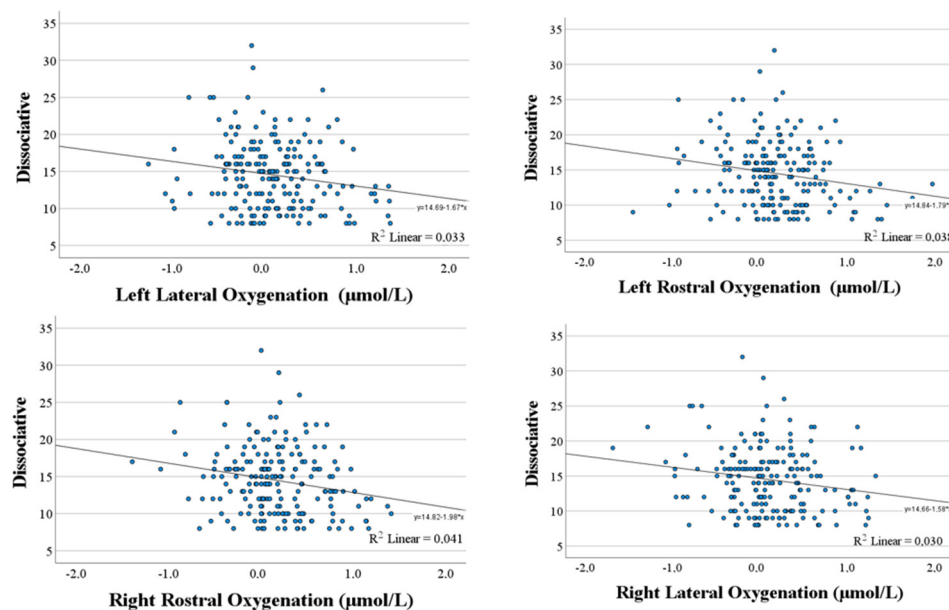 35
30
25
20
15
10
5
Dissociative
y=14.69-1.67*x
R² Linear = 0.033
-2.0 -1.0 0.0 1.0 2.0
Left Lateral Oxygenation (μmol/L)
35
30
25
20
15
10
5
Dissociative
y=14.84-1.79*
R² Linear = 0.038
-2.0 -1.0 0.0 1.0 2.0
Left Rostral Oxygenation (μmol/L)
35
30
25
20
15
10
5
Dissociative
y=14.82-1.98*x
R² Linear = 0.041
-2.0 -1.0 0.0 1.0 2.0
Right Rostral Oxygenation (μmol/L)
35
30
25
20
15
10
5
Dissociative
y=14.66-1.58*
R² Linear = 0.030
-2.0 -1.0 0.0 1.0 2.0
Right Lateral Oxygenation (μmol/L)